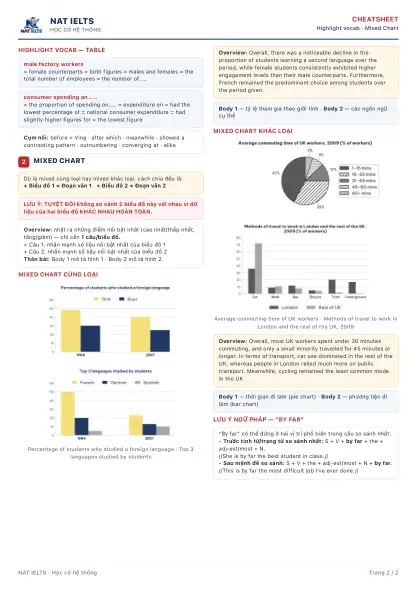 NAT IELTS
HỌC CÓ HỆ THỐNG
CHEATSHEET
Highlight vocab - Mixed Chart
HIGHLIGHT VOCAB — TABLE
male factory workers
= female counterparts = both figures = males and females = the
total number of employees = the number of....
consumer spending on.....
= the proportion of spending on.... = expenditure on = had the
lowest percentage of = national consumer expenditure = had
slightly higher figures for = the lowest figure
Cụm nối: before + Ving · after which · meanwhile · showed a
contrasting pattern · outnumbering · converging at · alike
2 MIXED CHART
Dù là mixed cùng loại hay mixed khác loại, cách chia đều là:
+ Biểu đồ 1 = Đoạn văn 1 + Biểu đồ 2 = Đoạn văn 2
LƯU Ý: TUYỆT ĐỐI không so sánh 2 biểu đồ này với nhau vì dữ
liệu của hai biểu đồ KHÁC NHAU HOÀN TOÀN.
Overview: nhặt ra những điểm nổi bật nhất (cao nhất/thấp nhất,
tăng/giảm) — chỉ cần 1 câu/biểu đồ.
+ Câu 1: nhấn mạnh số liệu nổi bật nhất của biểu đồ 1
+ Câu 2: nhấn mạnh số liệu nổi bật nhất của biểu đồ 2
Thân bài: Body 1 mô tả hình 1 · Body 2 mô tả hình 2
MIXED CHART CÙNG LOẠI
Percentage of students who studied a foreign language
Girls Boys
1984 2007
Top 3 languages studied by students
French German Spanish
1984 2007
Percentage of students who studied a foreign language · Top 3
languages studied by students
Overview: Overall, there was a noticeable decline in the
proportion of students learning a second language over the
period, while female students consistently exhibited higher
engagement levels than their male counterparts. Furthermore,
French remained the predominant choice among students over
the period given.
Body 1 — tỷ lệ tham gia theo giới tính · Body 2 — các ngôn ngữ
cụ thể
MIXED CHART KHÁC LOẠI
Average commuting time of UK workers, 2009 (% of workers)
1-15 mins
16-30 mins
31-45 mins
46-60 mins
60+ mins
Methods of travel to work in London and the rest of the UK,
2009 (% of workers)
Car Work Bus Bicycle Train Underground
London Rest of the UK
Average commuting time of UK workers · Methods of travel to work in
London and the rest of the UK, 2009
Overview: Overall, most UK workers spent under 30 minutes
commuting, and only a small minority travelled for 45 minutes or
longer. In terms of transport, car use dominated in the rest of the
UK, whereas people in London relied much more on public
transport. Meanwhile, cycling remained the least common mode
in the UK.
Body 1 — thời gian đi làm (pie chart) · Body 2 — phương tiện đi
làm (bar chart)
LƯU Ý NGỮ PHÁP — "BY FAR"
"By far" có thể đứng ở hai vị trí phổ biến trong câu so sánh nhất:
– Trước tính từ/trạng từ so sánh nhất: S + V + by far + the +
adj-est/most + N.
//She is by far the best student in class.//
– Sau mệnh đề so sánh: S + V + the + adj-est/most + N + by far.
//This is by far the most difficult job I've ever done.//
NAT IELTS · Học có hệ thống
Trang 2 / 2